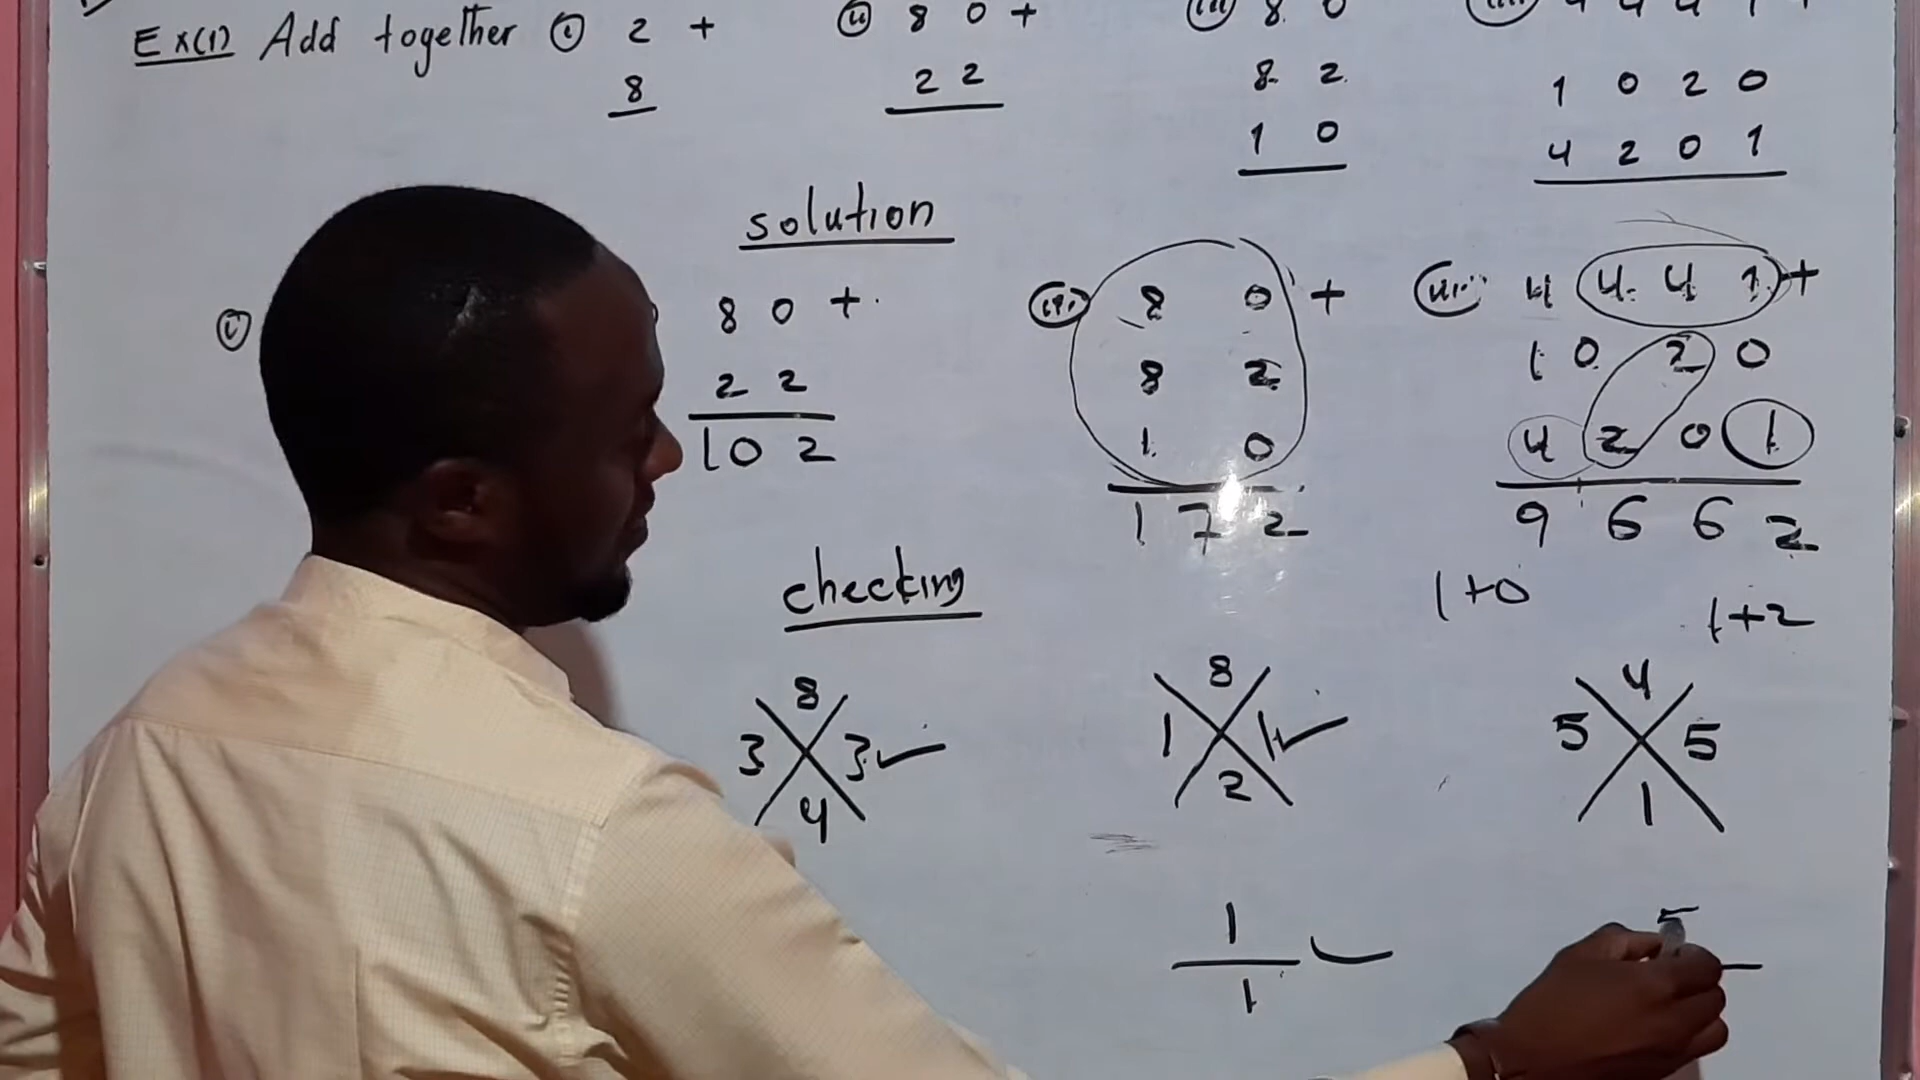 Ex(1) Add together (i) 2 + (ii) 8 0 + (iii) 8 0
8 2 2 8 2 1 0 2 0
1 0 4 2 0 1
solution
(i) 8 0 + (iii) 8 0 + 4 4 4 1 +
2 2 8 2 1 0 2 0
1 0 4 2 0 1
1 0 2 1 7 2 9 6 6 2
checking 1+0 1+2
8 8 4
3 3 ✓ 1 1 ✓ 5 5
4 2 1
1 5
1